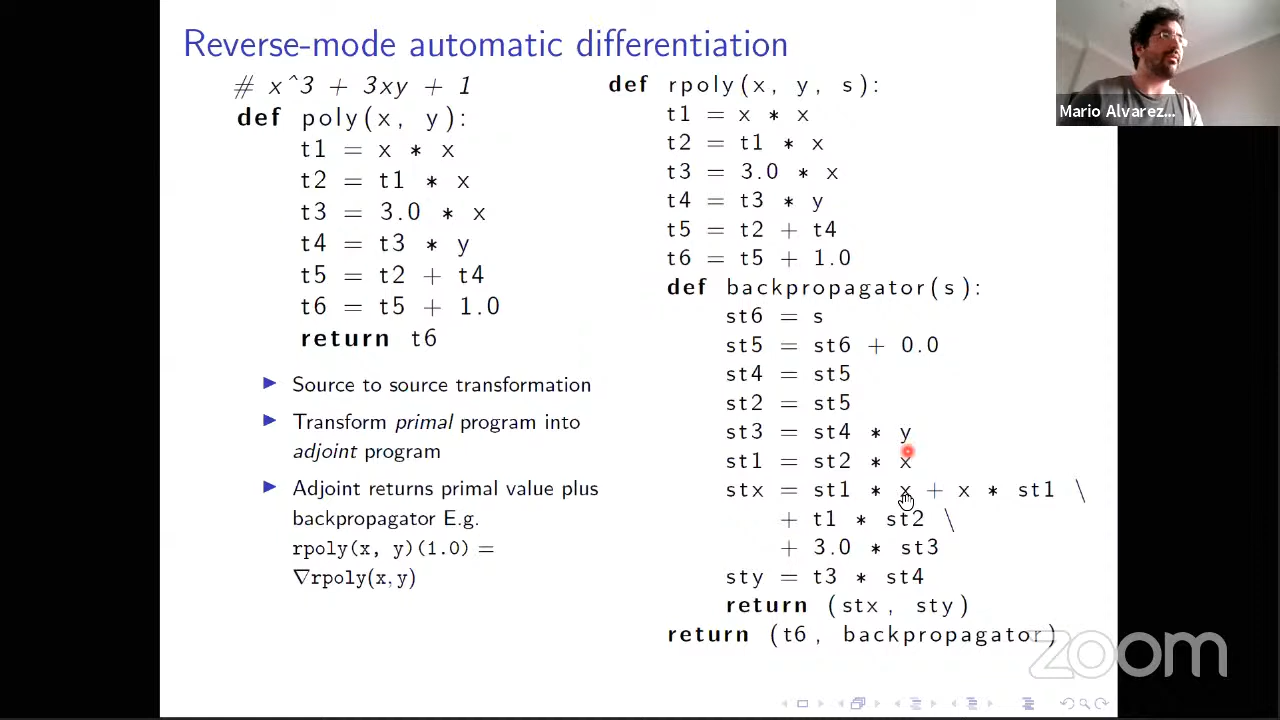 Reverse-mode automatic differentiation
# x^3 + 3xy + 1
def poly(x, y):
t1 = x * x
t2 = t1 * x
t3 = 3.0 * x
t4 = t3 * y
t5 = t2 + t4
t6 = t5 + 1.0
return t6
▶ Source to source transformation
▶ Transform primal program into
adjoint program
▶ Adjoint returns primal value plus
backpropagator E.g.
rpoly(x, y)(1.0) =
∇rpoly(x,y)
def rpoly(x, y, s):
t1 = x * x
t2 = t1 * x
t3 = 3.0 * x
t4 = t3 * y
t5 = t2 + t4
t6 = t5 + 1.0
def backpropagator(s):
st6 = s
st5 = st6 + 0.0
st4 = st5
st2 = st5
st3 = st4 * y
st1 = st2 * x
stx = st1 * x + x * st1 \
+ t1 * st2 \
+ 3.0 * st3
sty = t3 * st4
return (stx, sty)
return (t6, backpropagator)
Mario Alvarez...
zoom